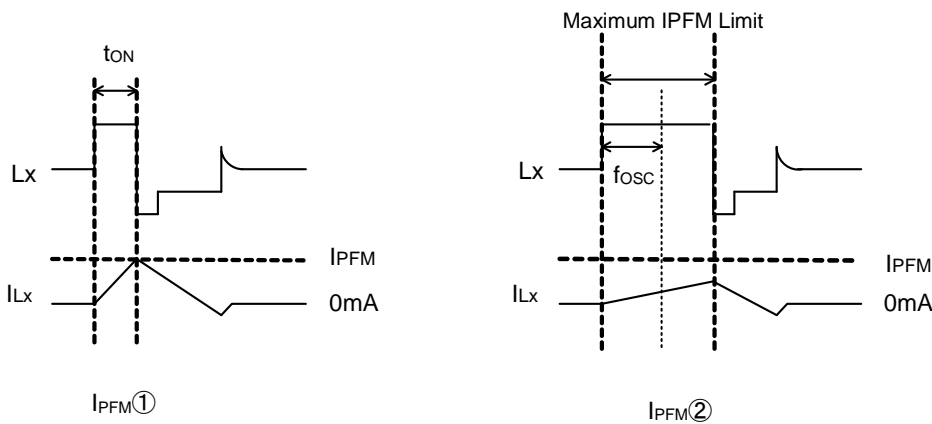 tON
Lx
IPFM
ILx
0mA
IPFM①
Maximum IPFM Limit
Lx
fOSC
IPFM
ILx
0mA
IPFM②